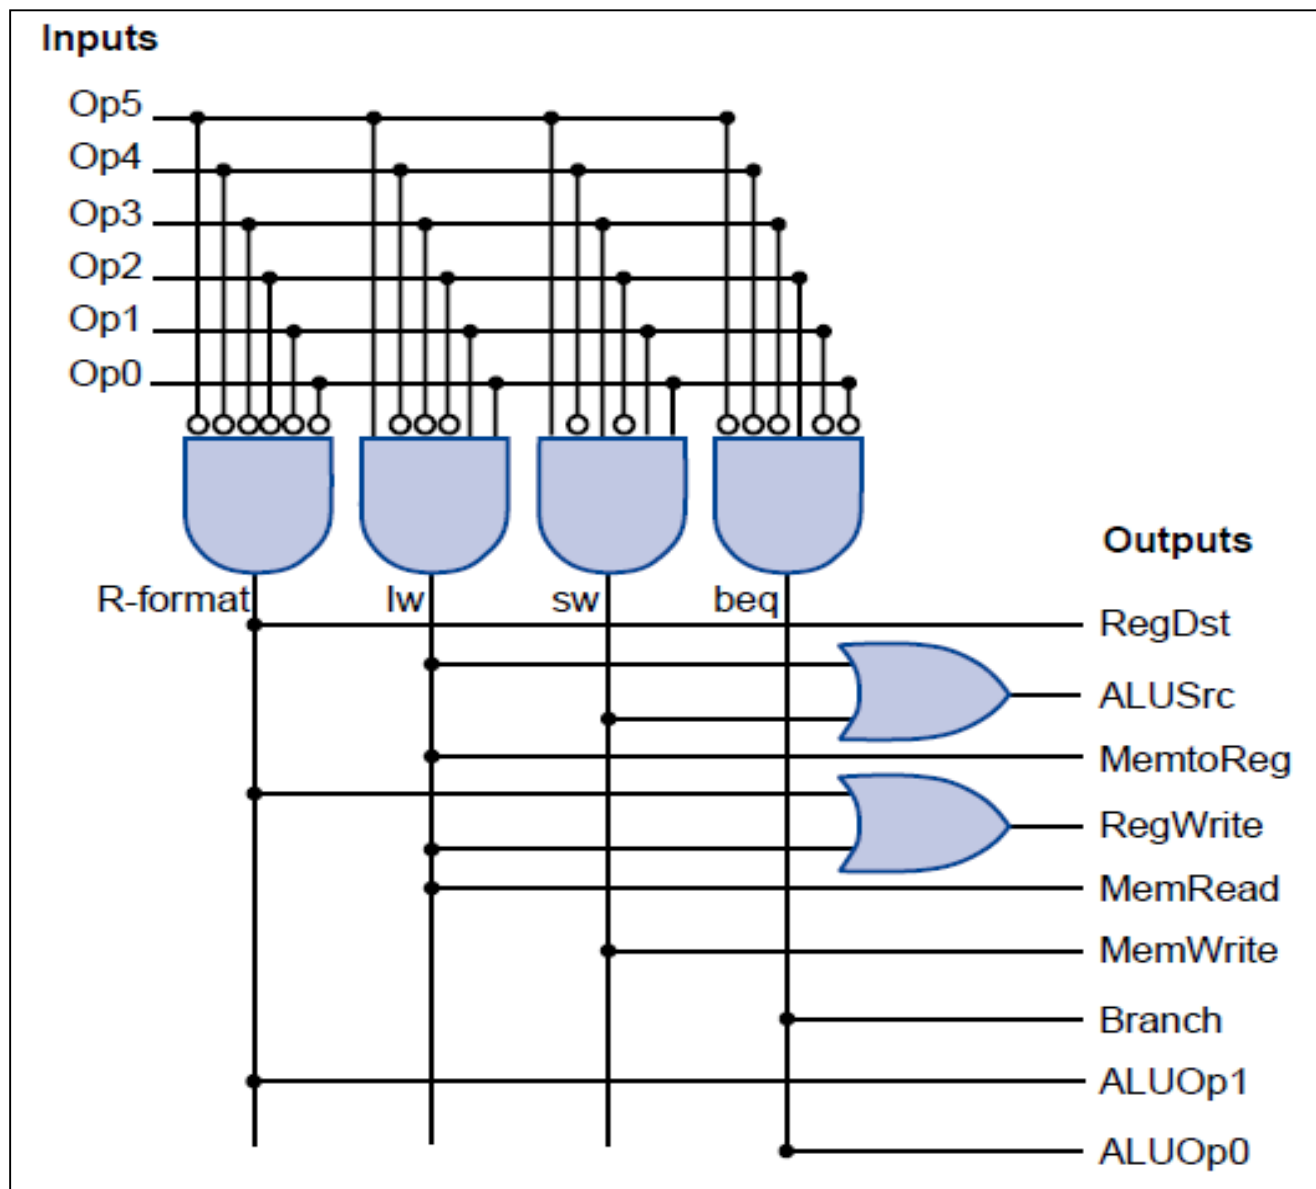 Inputs
Op5
Op4
Op3
Op2
Op1
Op0
Outputs
R-format lw sw beq
RegDst
ALUSrc
MemtoReg
RegWrite
MemRead
MemWrite
Branch
ALUOp1
ALUOp0